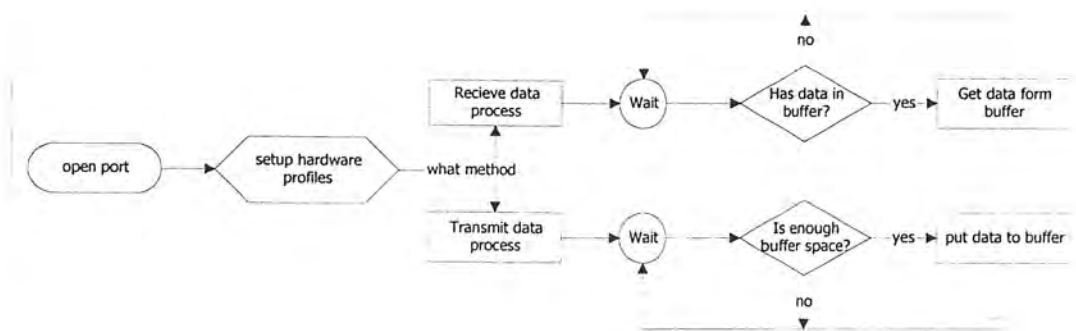 no
Recieve data
process
Wait
Has data in
buffer?
yes
Get data form
buffer
open port
setup hardware
profiles
what method
Transmit data
process
Wait
Is enough
buffer space?
yes
put data to buffer
no